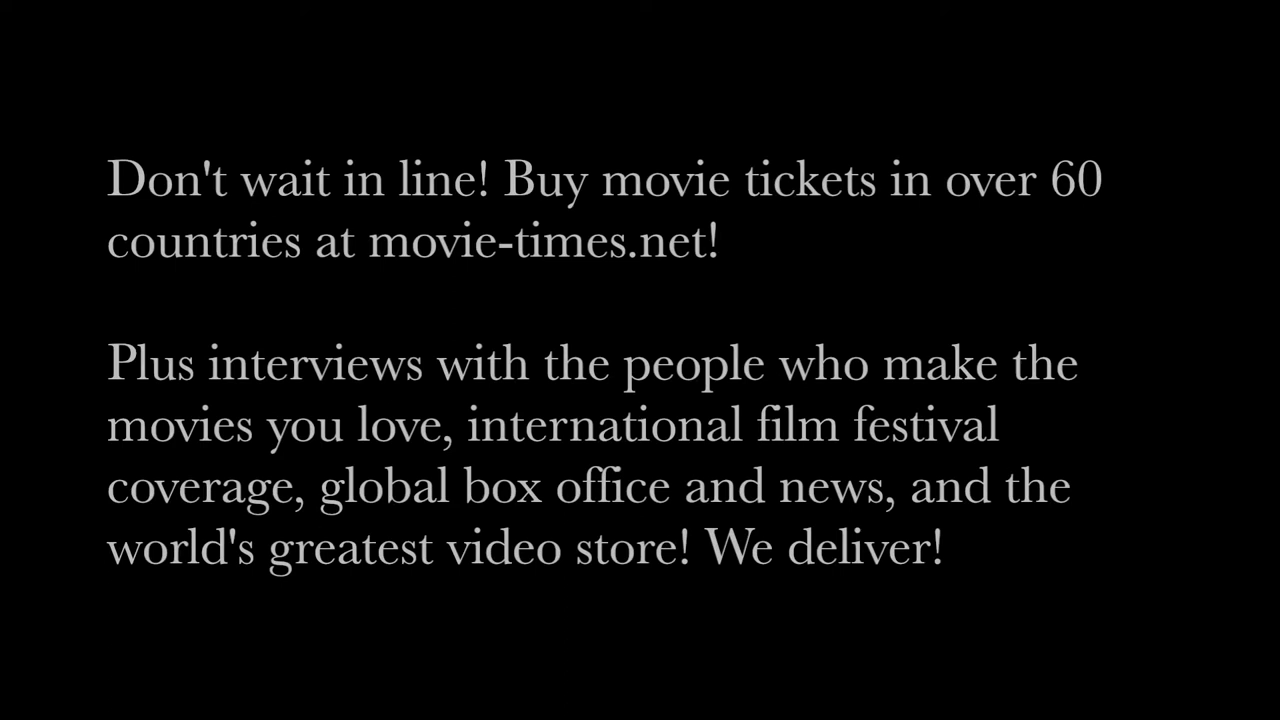 Don't wait in line! Buy movie tickets in over 60
countries at movie-times.net!
Plus interviews with the people who make the
movies you love, international film festival
coverage, global box office and news, and the
world's greatest video store! We deliver!